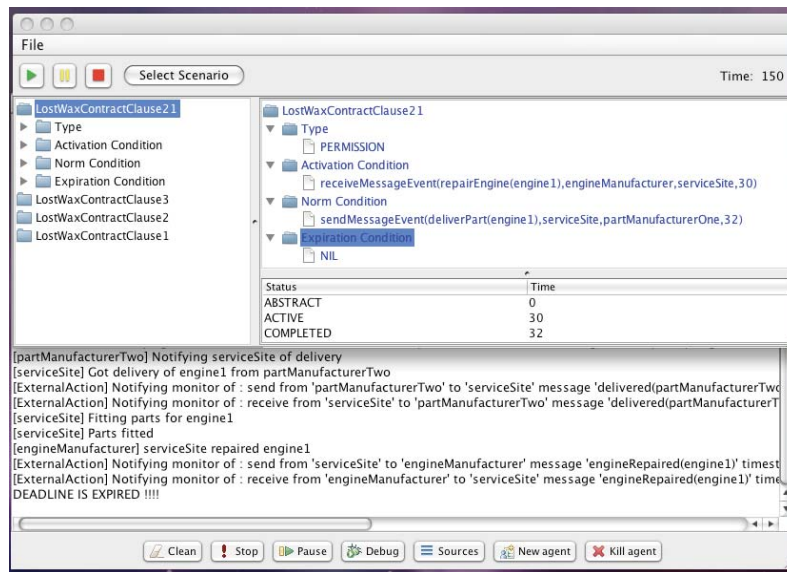 File
Select Scenario
Time: 150
LostWaxContractClause21
Type
Activation Condition
Norm Condition
Expiration Condition
LostWaxContractClause3
LostWaxContractClause2
LostWaxContractClause1
LostWaxContractClause21
Type
PERMISSION
Activation Condition
receiveMessageEvent(repairEngine(engine1),engineManufacturer,serviceSite,30)
Norm Condition
sendMessageEvent(deliverPart(engine1),serviceSite,partManufacturerOne,32)
Expiration Condition
NIL
Status Time
ABSTRACT 0
ACTIVE 30
COMPLETED 32
[partManufacturerTwo] Notifying serviceSite of delivery
[serviceSite] Got delivery of engine1 from partManufacturerTwo
[ExternalAction] Notifying monitor of : send from 'partManufacturerTwo' to 'serviceSite' message 'delivered(partManufacturerTwo
[ExternalAction] Notifying monitor of : receive from 'serviceSite' to 'partManufacturerTwo' message 'delivered(partManufacturerT
[serviceSite] Fitting parts for engine1
[serviceSite] Parts fitted
[engineManufacturer] serviceSite repaired engine1
[ExternalAction] Notifying monitor of : send from 'serviceSite' to 'engineManufacturer' message 'engineRepaired(engine1)' timest
[ExternalAction] Notifying monitor of : receive from 'engineManufacturer' to 'serviceSite' message 'engineRepaired(engine1)' time
DEADLINE IS EXPIRED !!!!
Clean Stop Pause Debug Sources New agent Kill agent